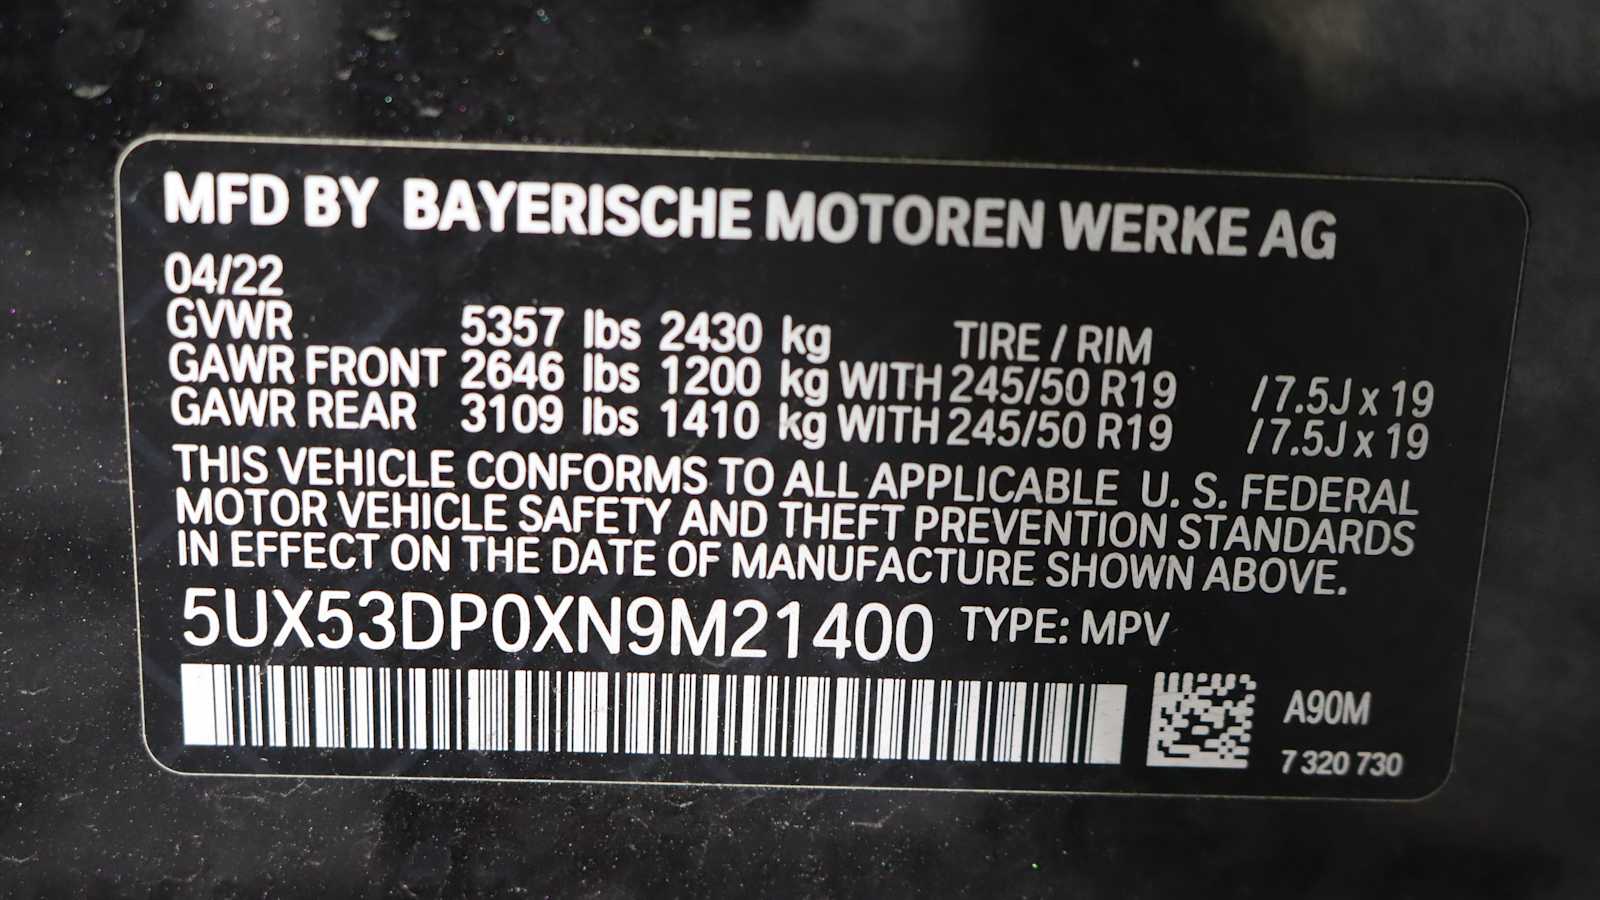 MFD BY BAYERISCHE MOTOREN WERKE AG
04/22
GVWR 5357 lbs 2430 kg TIRE / RIM
GAWR FRONT 2646 lbs 1200 kg WITH 245/50 R19 / 7.5J x 19
GAWR REAR 3109 lbs 1410 kg WITH 245/50 R19 / 7.5J x 19
THIS VEHICLE CONFORMS TO ALL APPLICABLE U. S. FEDERAL
MOTOR VEHICLE SAFETY AND THEFT PREVENTION STANDARDS
IN EFFECT ON THE DATE OF MANUFACTURE SHOWN ABOVE.
5UX53DP0XN9M21400 TYPE: MPV
A90M
7 320 730